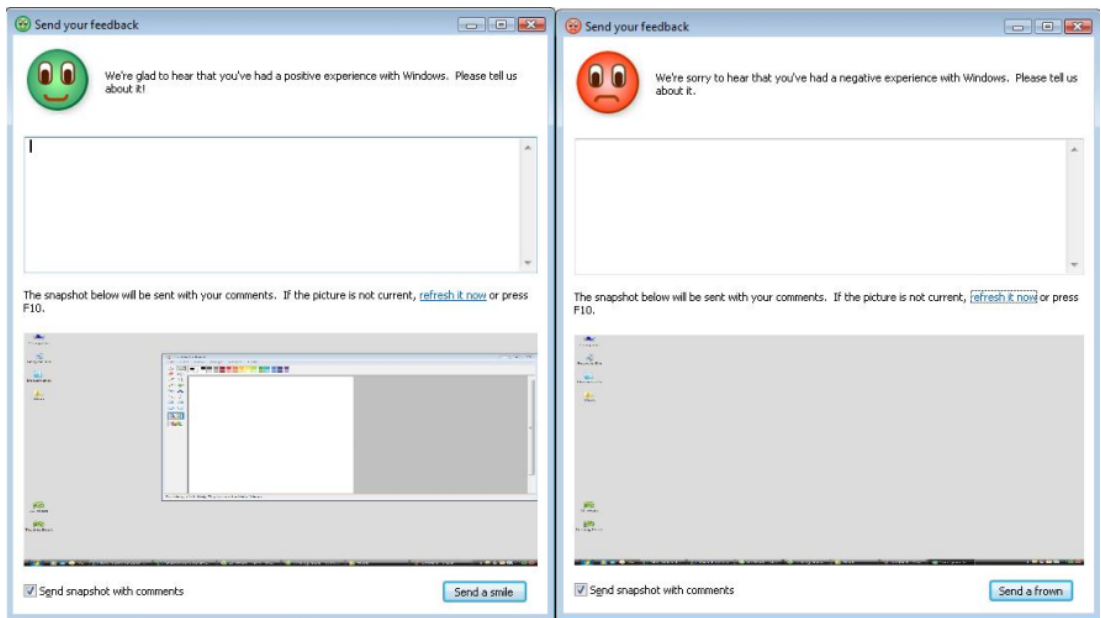 Send your feedback
We're glad to hear that you've had a positive experience with Windows.  Please tell us
about it!
The snapshot below will be sent with your comments.  If the picture is not current, refresh it now or press
F10.
Send snapshot with comments
Send a smile
Send your feedback
We're sorry to hear that you've had a negative experience with Windows.  Please tell us
about it.
The snapshot below will be sent with your comments.  If the picture is not current, refresh it now or press
F10.
Send snapshot with comments
Send a frown